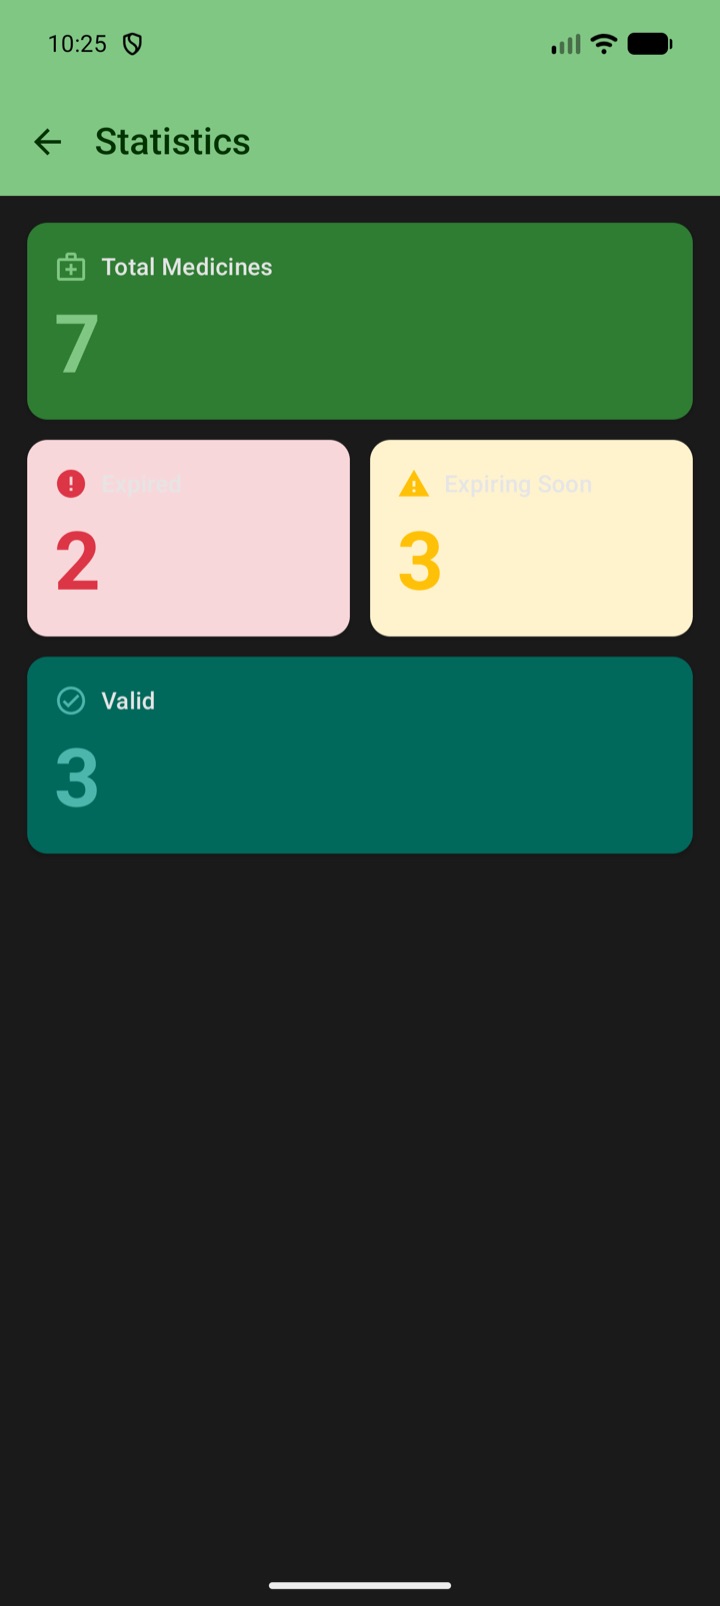 10:25
Statistics
Total Medicines
7
Expired
2
Expiring Soon
3
Valid
3